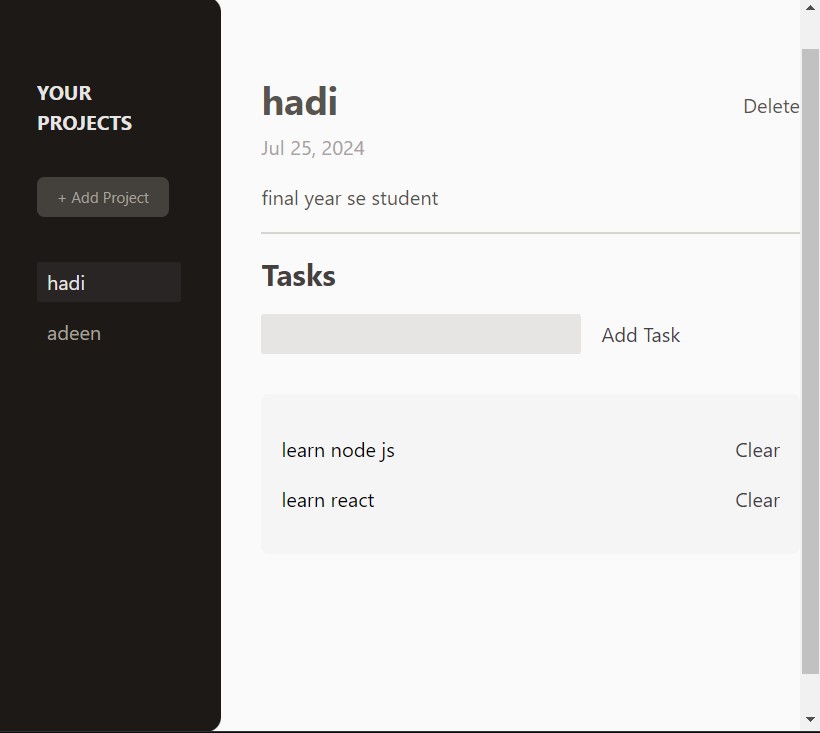 YOUR
PROJECTS
+ Add Project
hadi
adeen
hadi
Delete
Jul 25, 2024
final year se student
Tasks
Add Task
learn node js
Clear
learn react
Clear